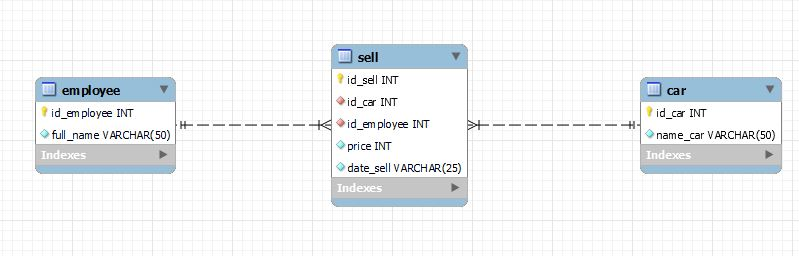 employee
id_employee INT
full_name VARCHAR(50)
Indexes
sell
id_sell INT
id_car INT
id_employee INT
price INT
date_sell VARCHAR(25)
Indexes
car
id_car INT
name_car VARCHAR(50)
Indexes